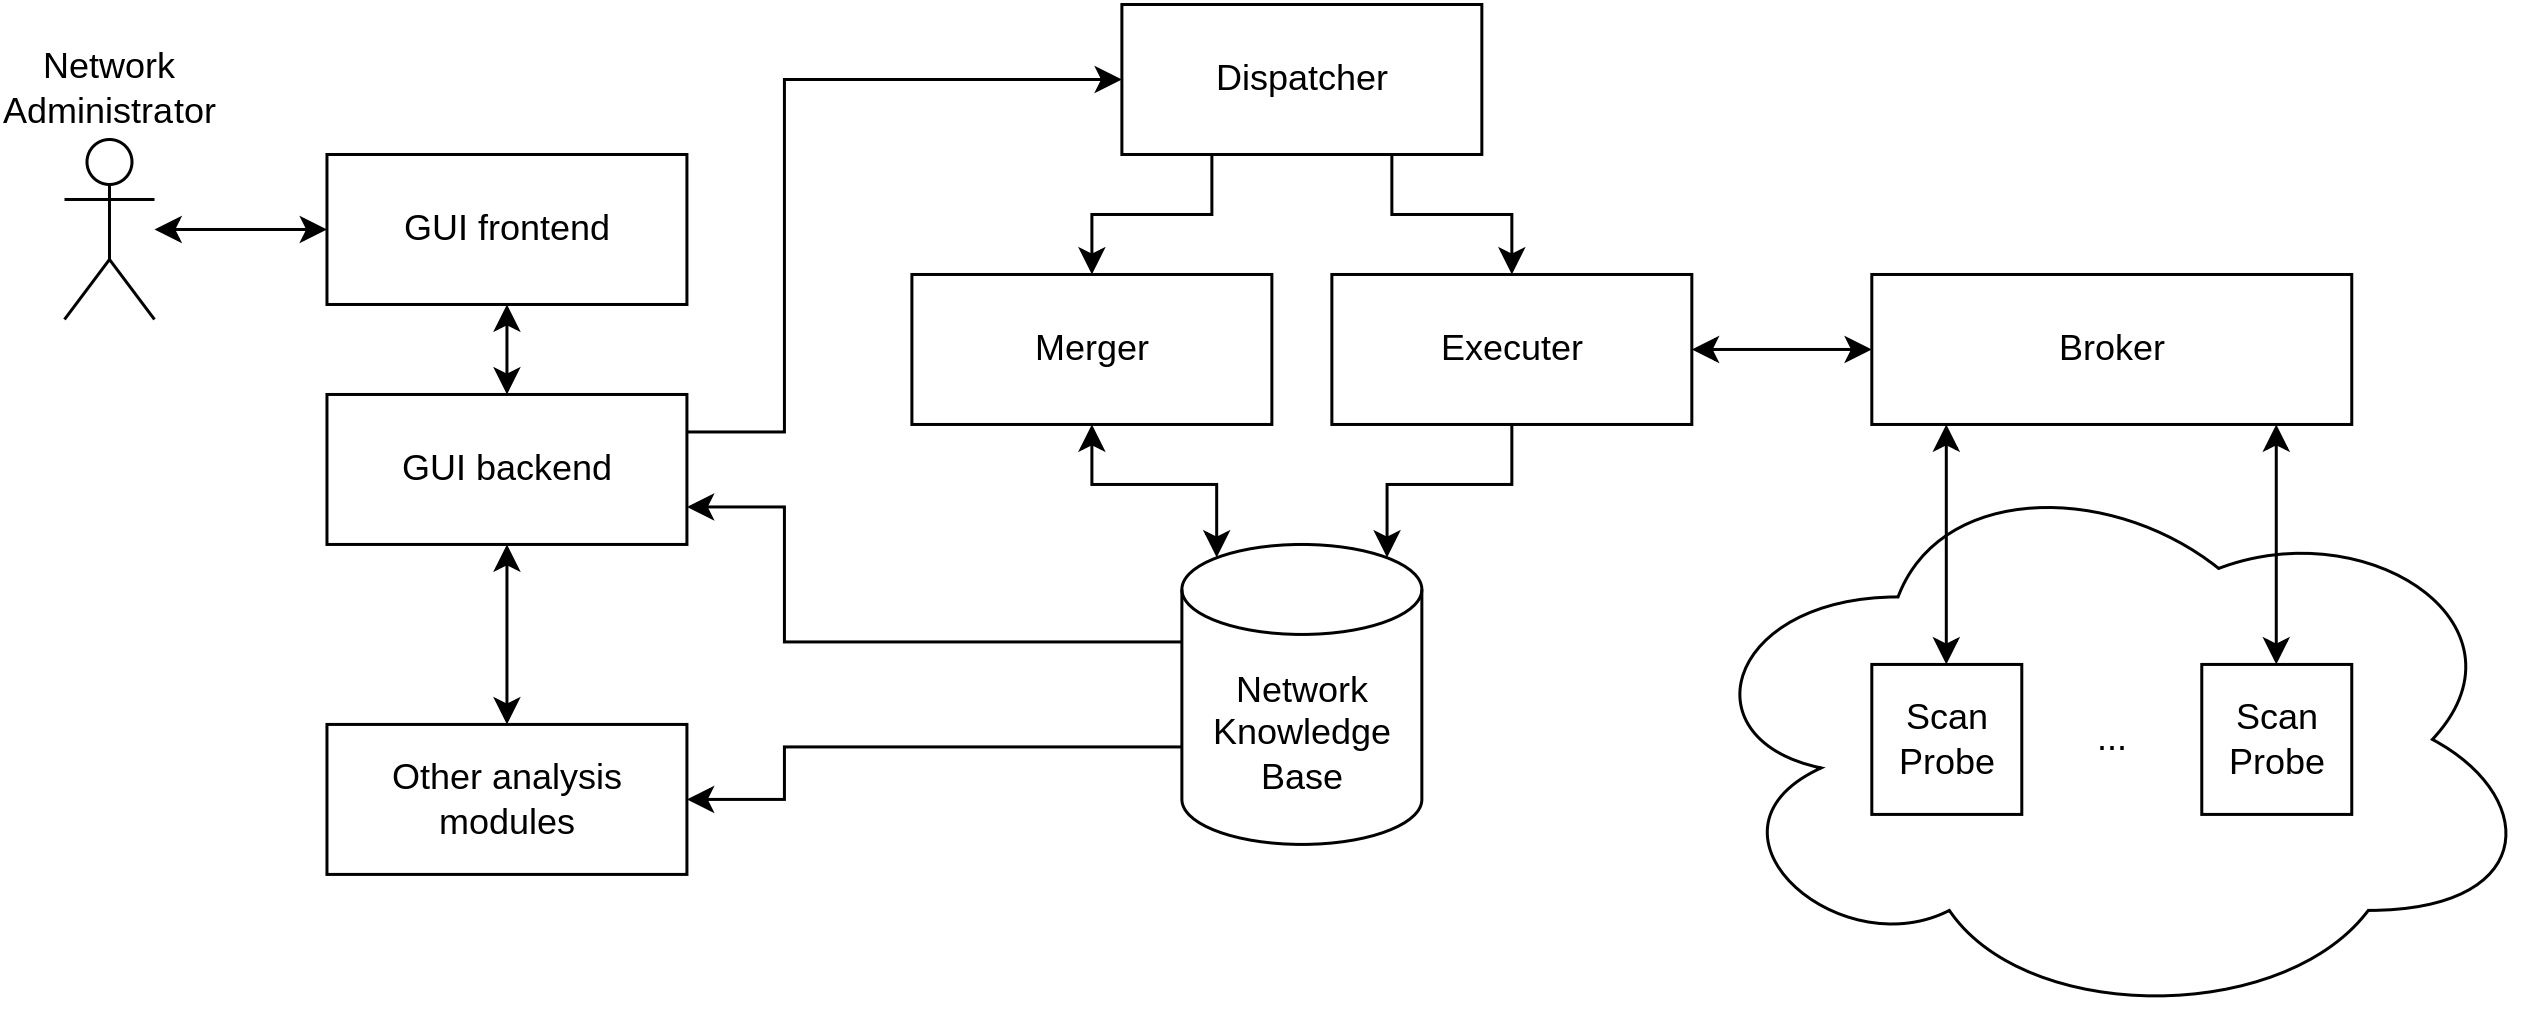 Network
Administrator
GUI frontend
GUI backend
Other analysis
modules
Dispatcher
Merger
Executer
Broker
Network
Knowledge
Base
Scan
Probe
...
Scan
Probe